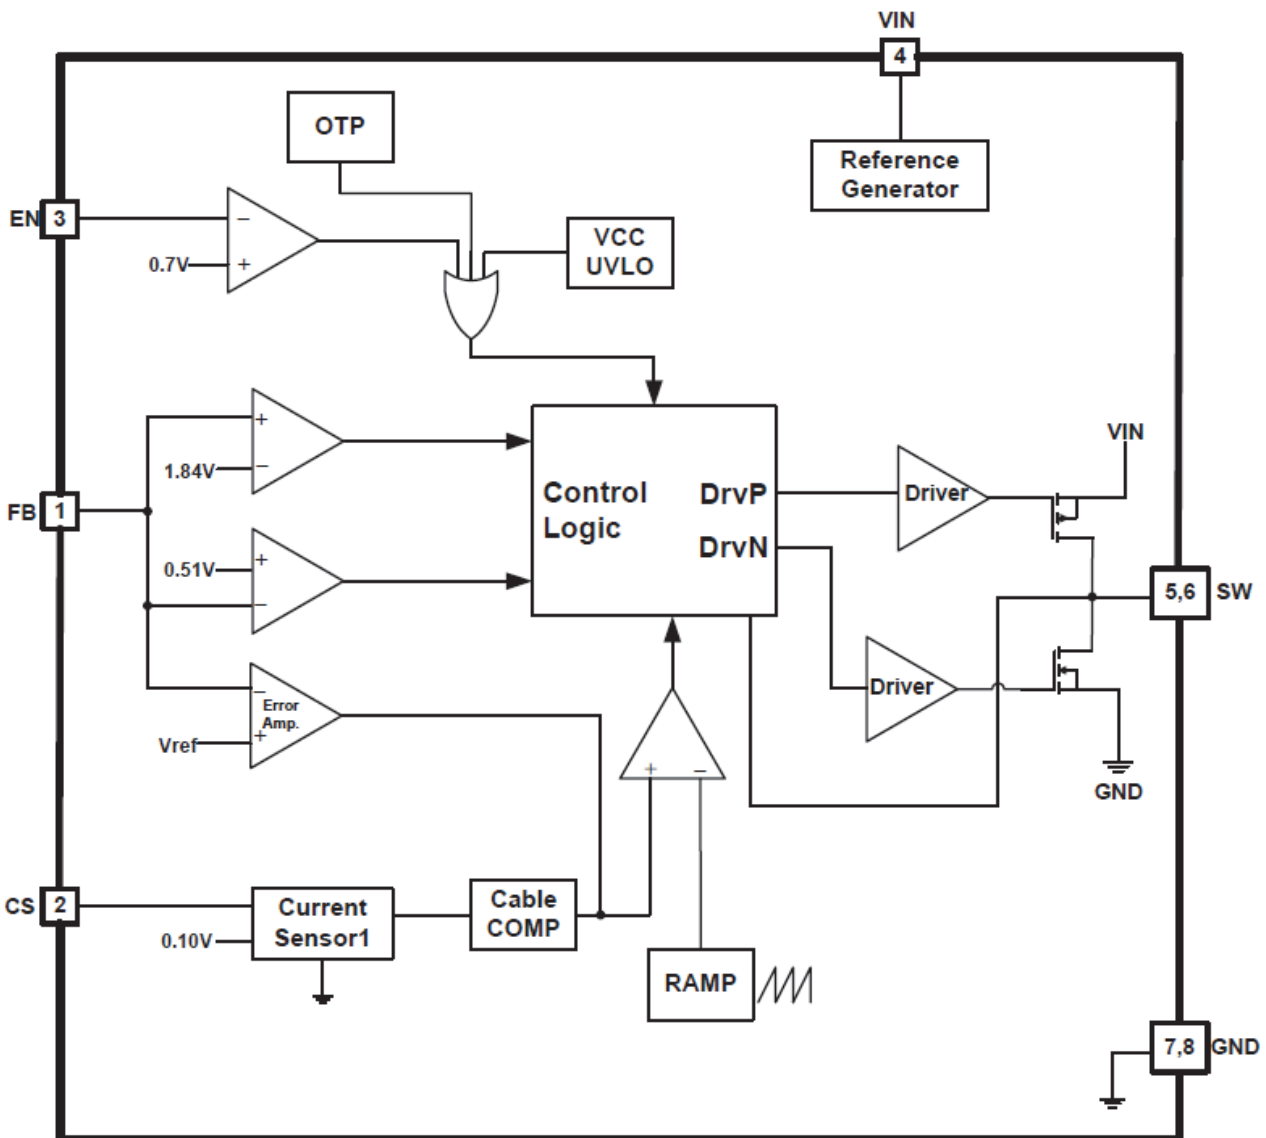 VIN
4
OTP
Reference
Generator
EN 3
−
0.7V
+
VCC
UVLO
+
1.84V
−
FB 1
Control
Logic
DrvP
DrvN
Driver
VIN
0.51V
+
−
5,6 SW
Driver
−
Error
Amp.
Vref
+
+ −
GND
CS 2
Current
Sensor1
0.10V
Cable
COMP
RAMP
7,8 GND